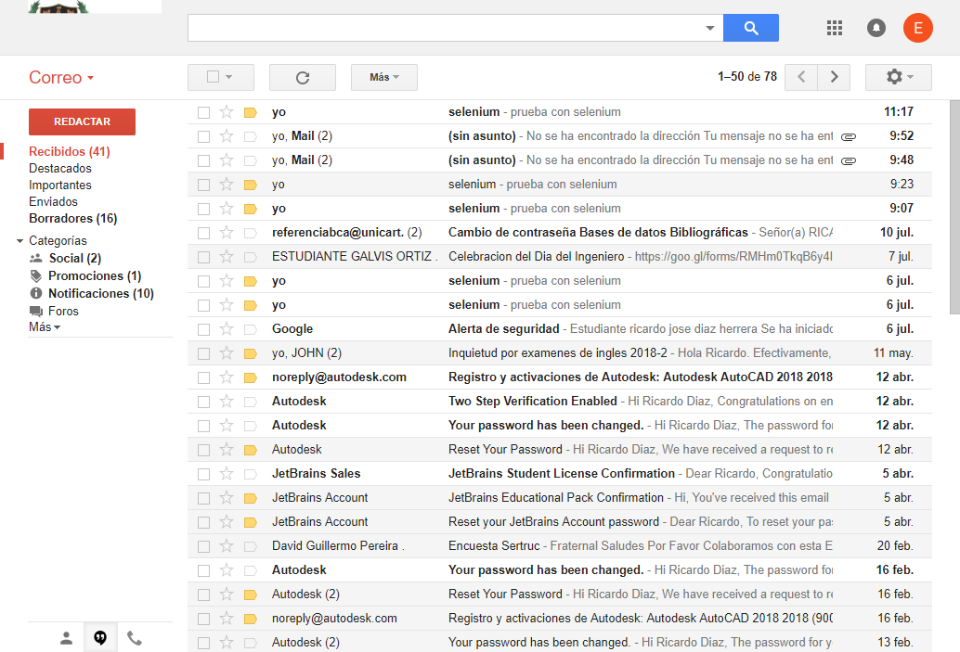 E
Correo
Más
1–50 de 78
REDACTAR
Recibidos (41)
Destacados
Importantes
Enviados
Borradores (16)
Categorías
Social (2)
Promociones (1)
Notificaciones (10)
Foros
Más
yo selenium - prueba con selenium 11:17
yo, Mail (2) (sin asunto) - No se ha encontrado la dirección Tu mensaje no se ha ent 9:52
yo, Mail (2) (sin asunto) - No se ha encontrado la dirección Tu mensaje no se ha ent 9:48
yo selenium - prueba con selenium 9:23
yo selenium - prueba con selenium 9:07
referenciabca@unicart. (2) Cambio de contraseña Bases de datos Bibliográficas - Señor(a) RICA 10 jul.
ESTUDIANTE GALVIS ORTIZ . Celebracion del Dia del Ingeniero - https://goo.gl/forms/RMHm0TkqB6y4l 7 jul.
yo selenium - prueba con selenium 6 jul.
yo selenium - prueba con selenium 6 jul.
Google Alerta de seguridad - Estudiante ricardo jose diaz herrera Se ha iniciado 6 jul.
yo, JOHN (2) Inquietud por examenes de ingles 2018-2 - Hola Ricardo. Efectivamente, 11 may.
noreply@autodesk.com Registro y activaciones de Autodesk: Autodesk AutoCAD 2018 2018 12 abr.
Autodesk Two Step Verification Enabled - Hi Ricardo Diaz, Congratulations on en 12 abr.
Autodesk Your password has been changed. - Hi Ricardo Diaz, The password for 12 abr.
Autodesk Reset Your Password - Hi Ricardo Diaz, We have received a request to re 12 abr.
JetBrains Sales JetBrains Student License Confirmation - Dear Ricardo, Congratulatio 5 abr.
JetBrains Account JetBrains Educational Pack Confirmation - Hi, You've received this email 5 abr.
JetBrains Account Reset your JetBrains Account password - Dear Ricardo, To reset your pas 5 abr.
David Guillermo Pereira . Encuesta Sertruc - Fraternal Saludes Por Favor Colaboramos con esta E 20 feb.
Autodesk Your password has been changed. - Hi Ricardo Diaz, The password for 16 feb.
Autodesk (2) Reset Your Password - Hi Ricardo Diaz, We have received a request to re 16 feb.
noreply@autodesk.com Registro y activaciones de Autodesk: Autodesk AutoCAD 2018 2018 (900 16 feb.
Autodesk (2) Your password has been changed. - Hi Ricardo Diaz, The password for y 13 feb.